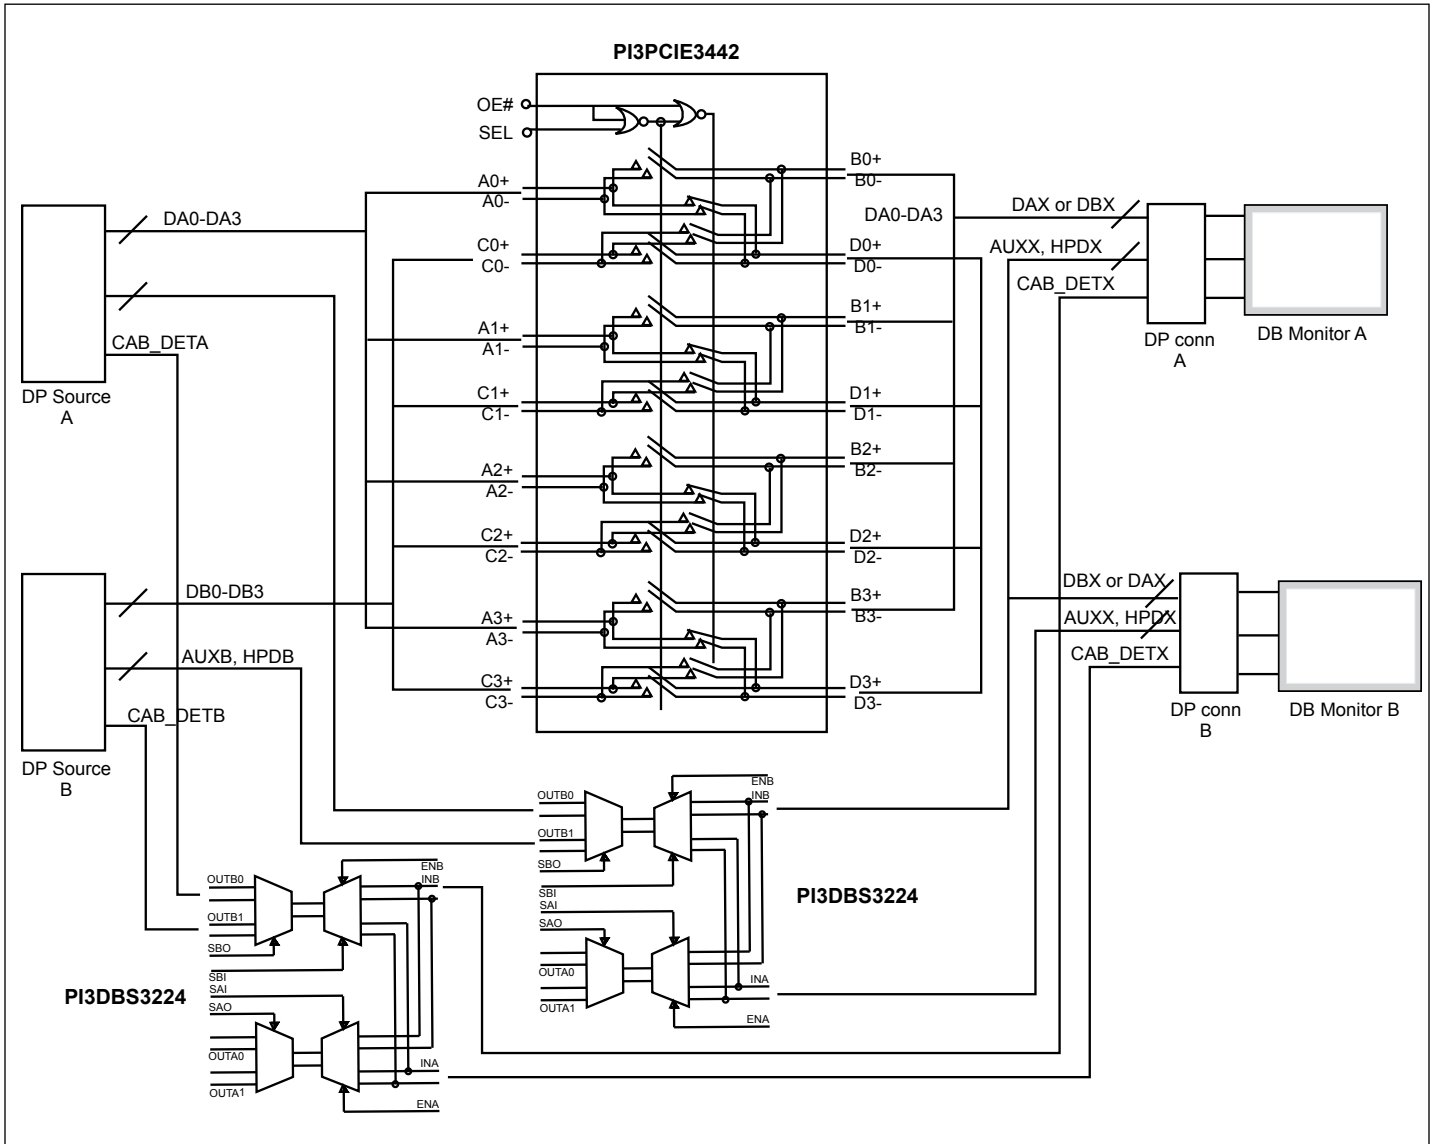 PI3PCIE3442
OE#
SEL
A0+
A0-
C0+
C0-
A1+
A1-
C1+
C1-
A2+
A2-
C2+
C2-
A3+
A3-
C3+
C3-
B0+
B0-
DA0-DA3
D0+
D0-
B1+
B1-
D1+
D1-
B2+
B2-
D2+
D2-
B3+
B3-
D3+
D3-
DA0-DA3
CAB_DETA
DP Source
A
DB0-DB3
AUXB, HPDB
CAB_DETB
DP Source
B
DAX or DBX
AUXX, HPDX
CAB_DETX
DP conn
A
DB Monitor A
DBX or DAX
AUXX, HPDX
CAB_DETX
DP conn
B
DB Monitor B
OUTB0
OUTB1
SBO
SBI
SAI
SAO
OUTA0
OUTA1
ENB
INB
INA
ENA
PI3DBS3224
OUTB0
OUTB1
SBO
SBI
SAI
SAO
OUTA0
OUTA1
ENB
INB
INA
ENA
PI3DBS3224